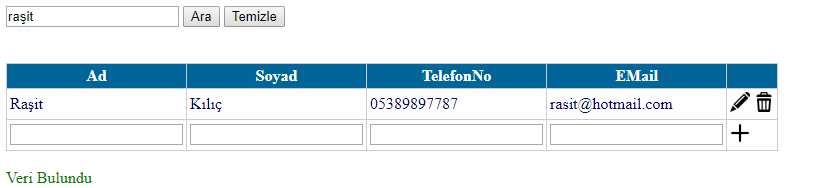 raşit Ara Temizle
Ad Soyad TelefonNo EMail
Raşit Kılıç 05389897787 rasit@hotmail.com
Veri Bulundu